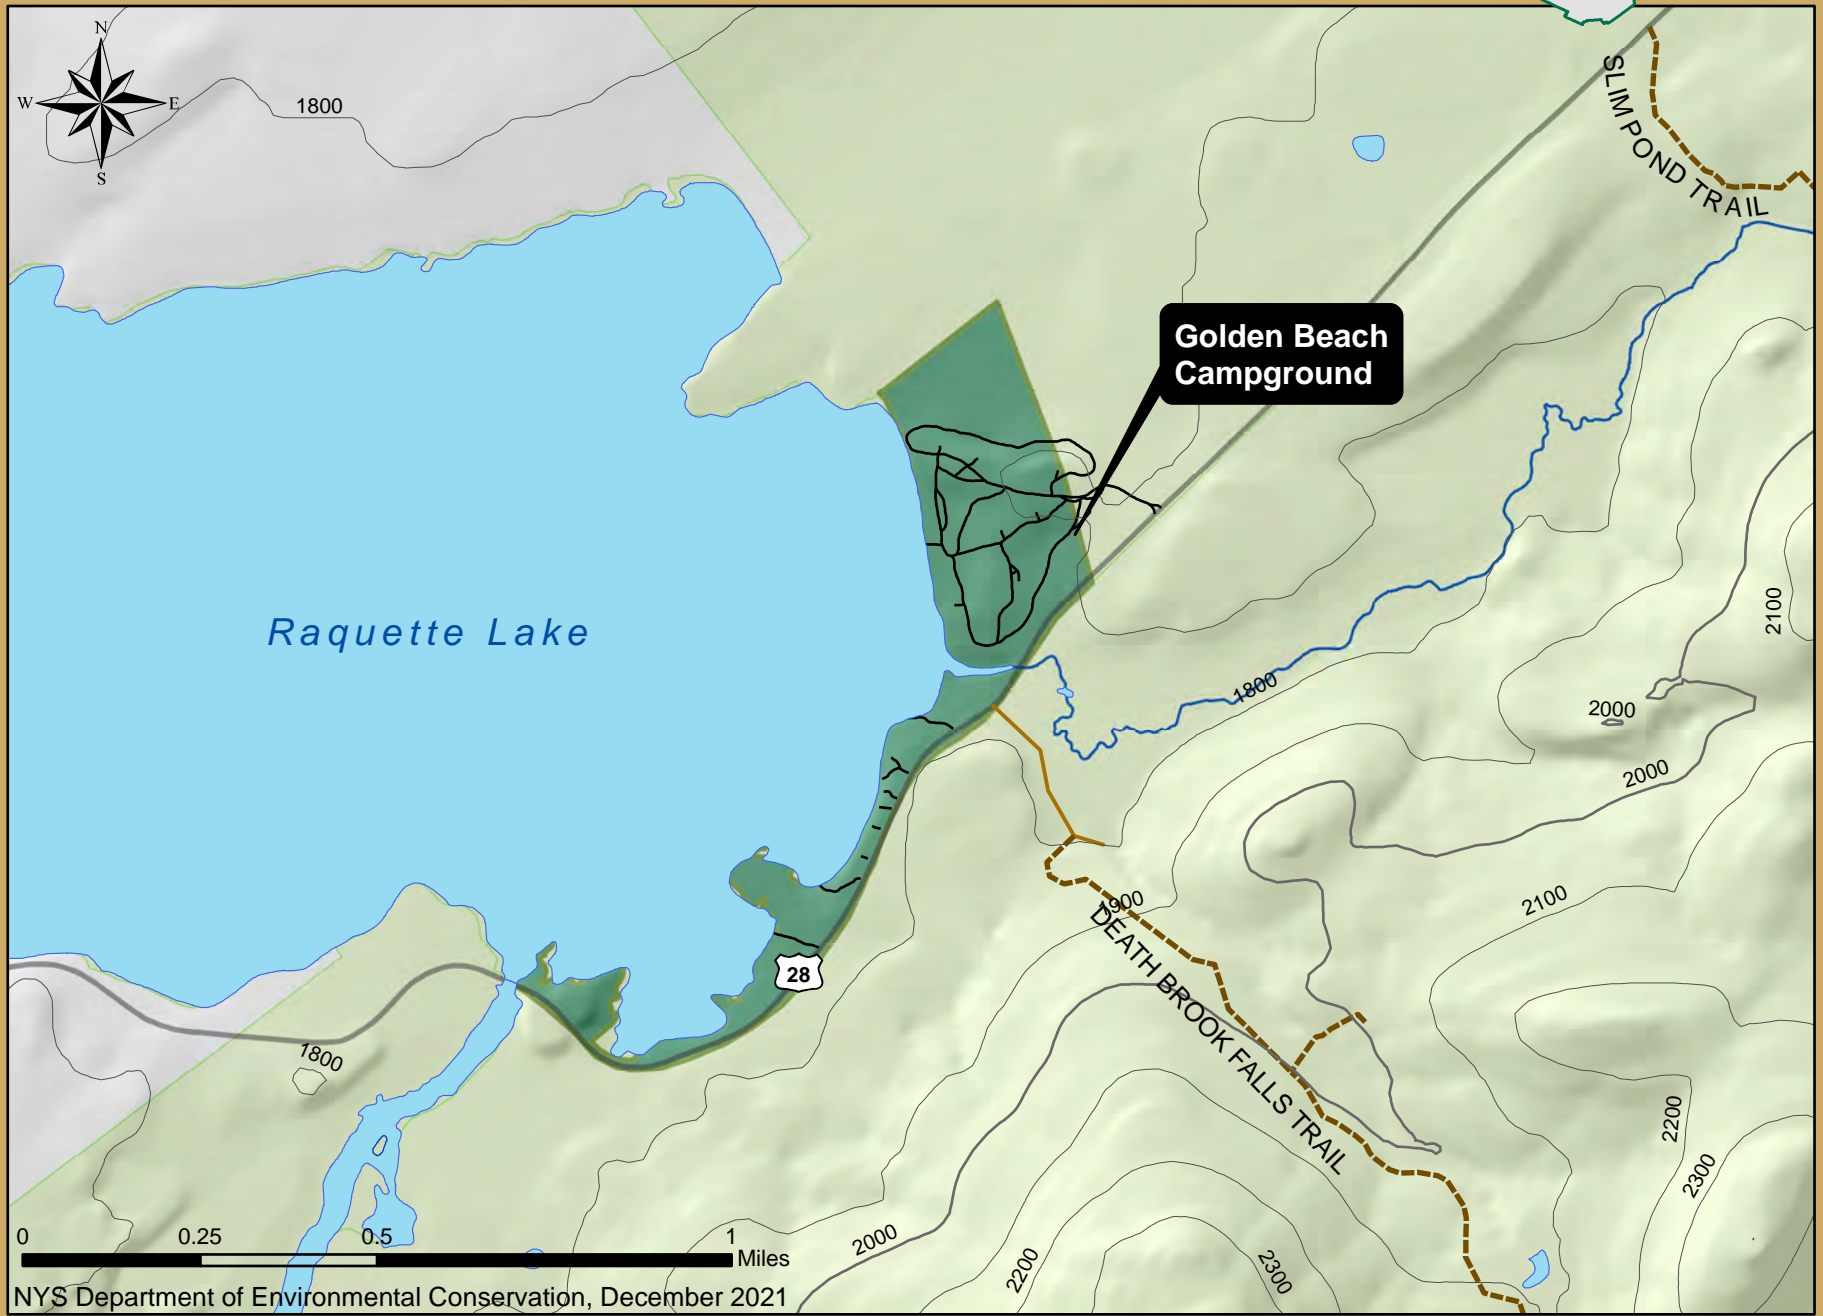 N
W
E
S
1800
SLIM POND TRAIL
Golden Beach
Campground
Raquette Lake
2100
1800
2000
2000
2100
1900
DEATH BROOK FALLS TRAIL
28
1800
2200
2300
2000
2200
2300
0 0.25 0.5 1
Miles
NYS Department of Environmental Conservation, December 2021